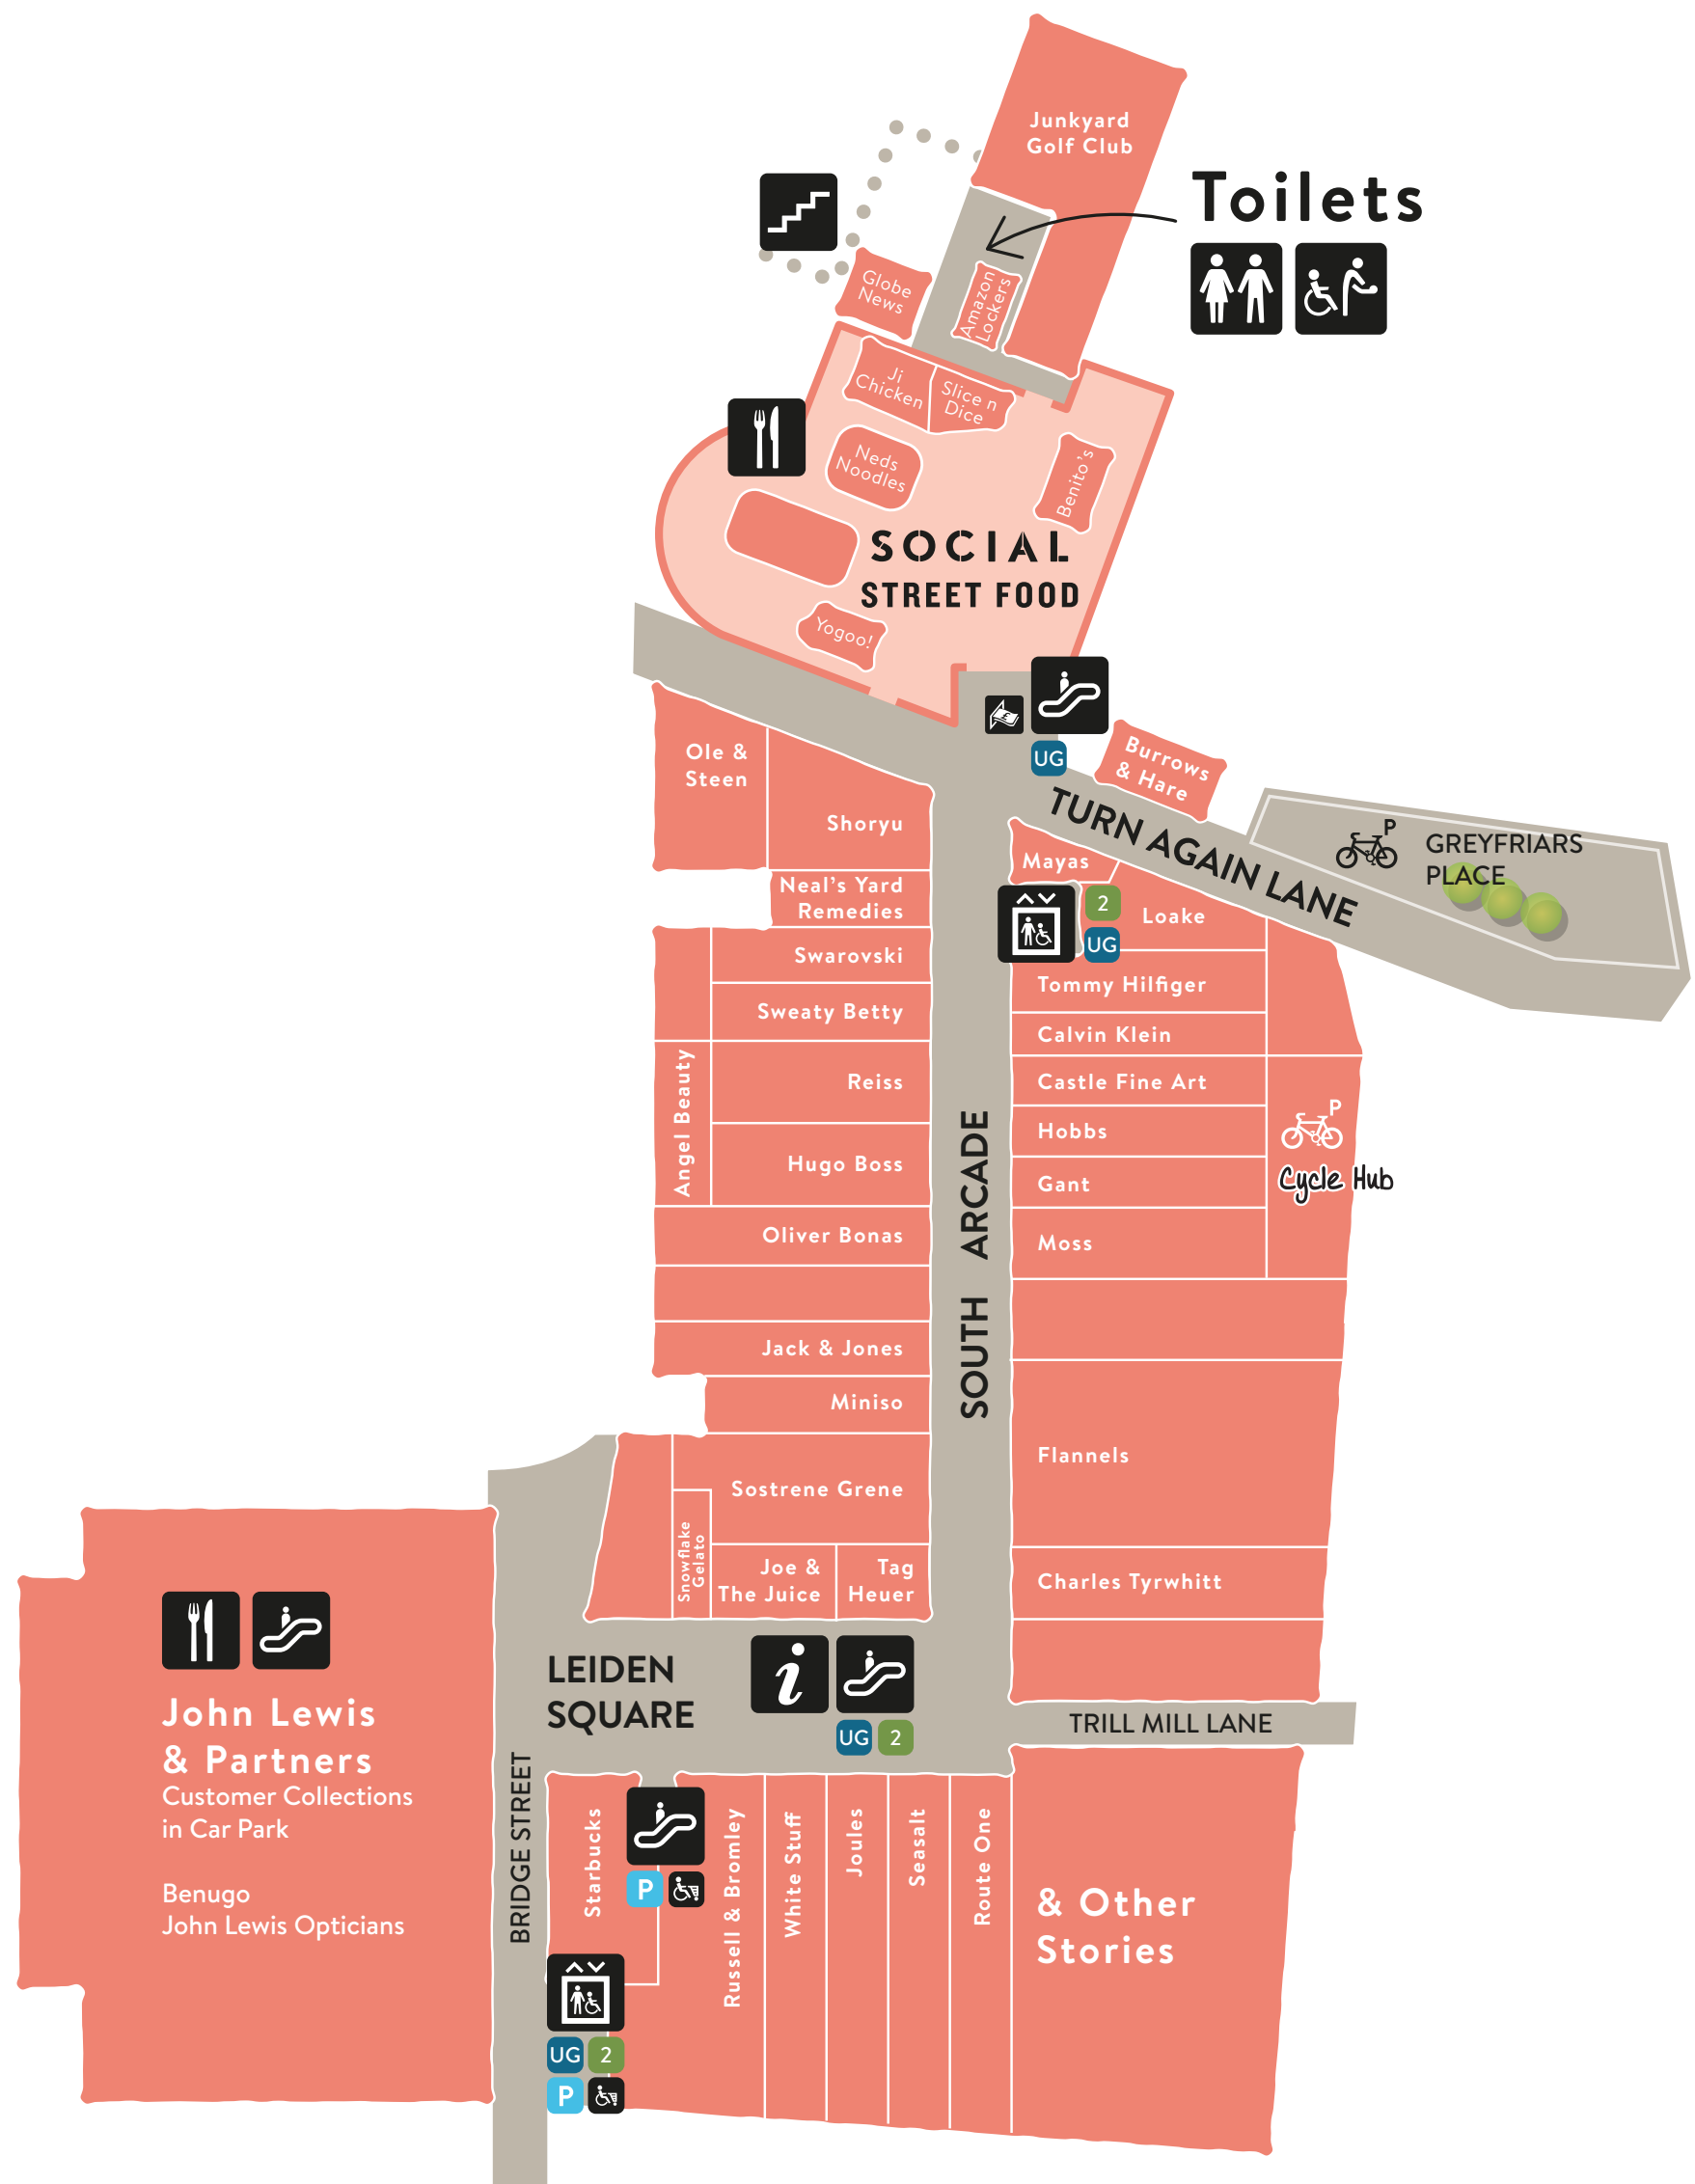 Junkyard
Golf Club
Toilets
Globe
News
Amazon
Lockers
Ji
Chicken
Slice n
Dice
Neds
Noodles
Benito's
SOCIAL
STREET FOOD
Yogoo!
UG
Burrows
& Hare
TURN AGAIN LANE
P
GREYFRIARS
PLACE
Ole &
Steen
Shoryu
Mayas
2
UG
Loake
Neal's Yard
Remedies
Swarovski
Tommy Hilfiger
Sweaty Betty
Calvin Klein
Angel Beauty
Reiss
Castle Fine Art
Hobbs
P
Cycle Hub
Hugo Boss
Gant
Oliver Bonas
Moss
SOUTH ARCADE
Jack & Jones
Miniso
Flannels
Sostrene Grene
Snowflake
Gelato
Joe &
The Juice
Tag
Heuer
Charles Tyrwhitt
LEIDEN
SQUARE
i
UG 2
TRILL MILL LANE
John Lewis
& Partners
Customer Collections
in Car Park
Benugo
John Lewis Opticians
BRIDGE STREET
Starbucks
P
Russell & Bromley
White Stuff
Joules
Seasalt
Route One
& Other
Stories
UG 2
P